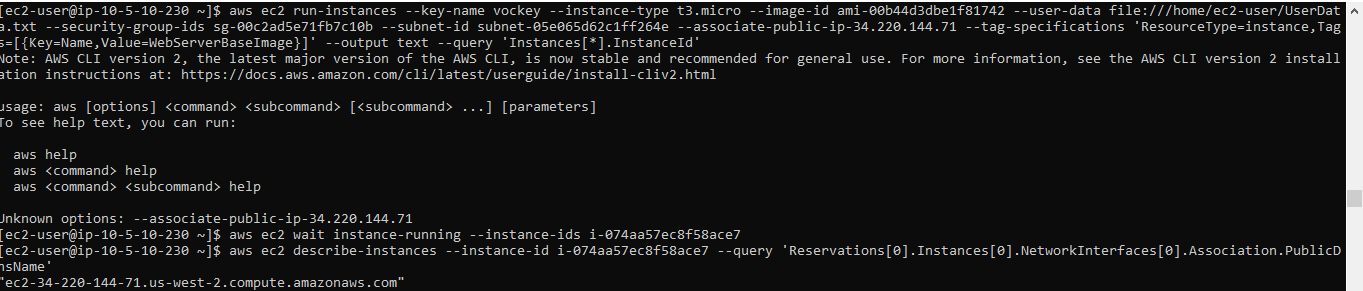 [ec2-user@ip-10-5-10-230 ~]$ aws ec2 run-instances --key-name vockey --instance-type t3.micro --image-id ami-00b44d3dbe1f81742 --user-data file:///home/ec2-user/UserDat
a.txt --security-group-ids sg-00c2ad5e71fb7c10b --subnet-id subnet-05e065d62c1ff264e --associate-public-ip-34.220.144.71 --tag-specifications 'ResourceType=instance,Tag
s=[{Key=Name,Value=WebServerBaseImage}]' --output text --query 'Instances[*].InstanceId'
Note: AWS CLI version 2, the latest major version of the AWS CLI, is now stable and recommended for general use. For more information, see the AWS CLI version 2 install
ation instructions at: https://docs.aws.amazon.com/cli/latest/userguide/install-cliv2.html
usage: aws [options] <command> <subcommand> [<subcommand> ...] [parameters]
To see help text, you can run:
aws help
aws <command> help
aws <command> <subcommand> help
Unknown options: --associate-public-ip-34.220.144.71
[ec2-user@ip-10-5-10-230 ~]$ aws ec2 wait instance-running --instance-ids i-074aa57ec8f58ace7
[ec2-user@ip-10-5-10-230 ~]$ aws ec2 describe-instances --instance-id i-074aa57ec8f58ace7 --query 'Reservations[0].Instances[0].NetworkInterfaces[0].Association.PublicD
nsName'
"ec2-34-220-144-71.us-west-2.compute.amazonaws.com"